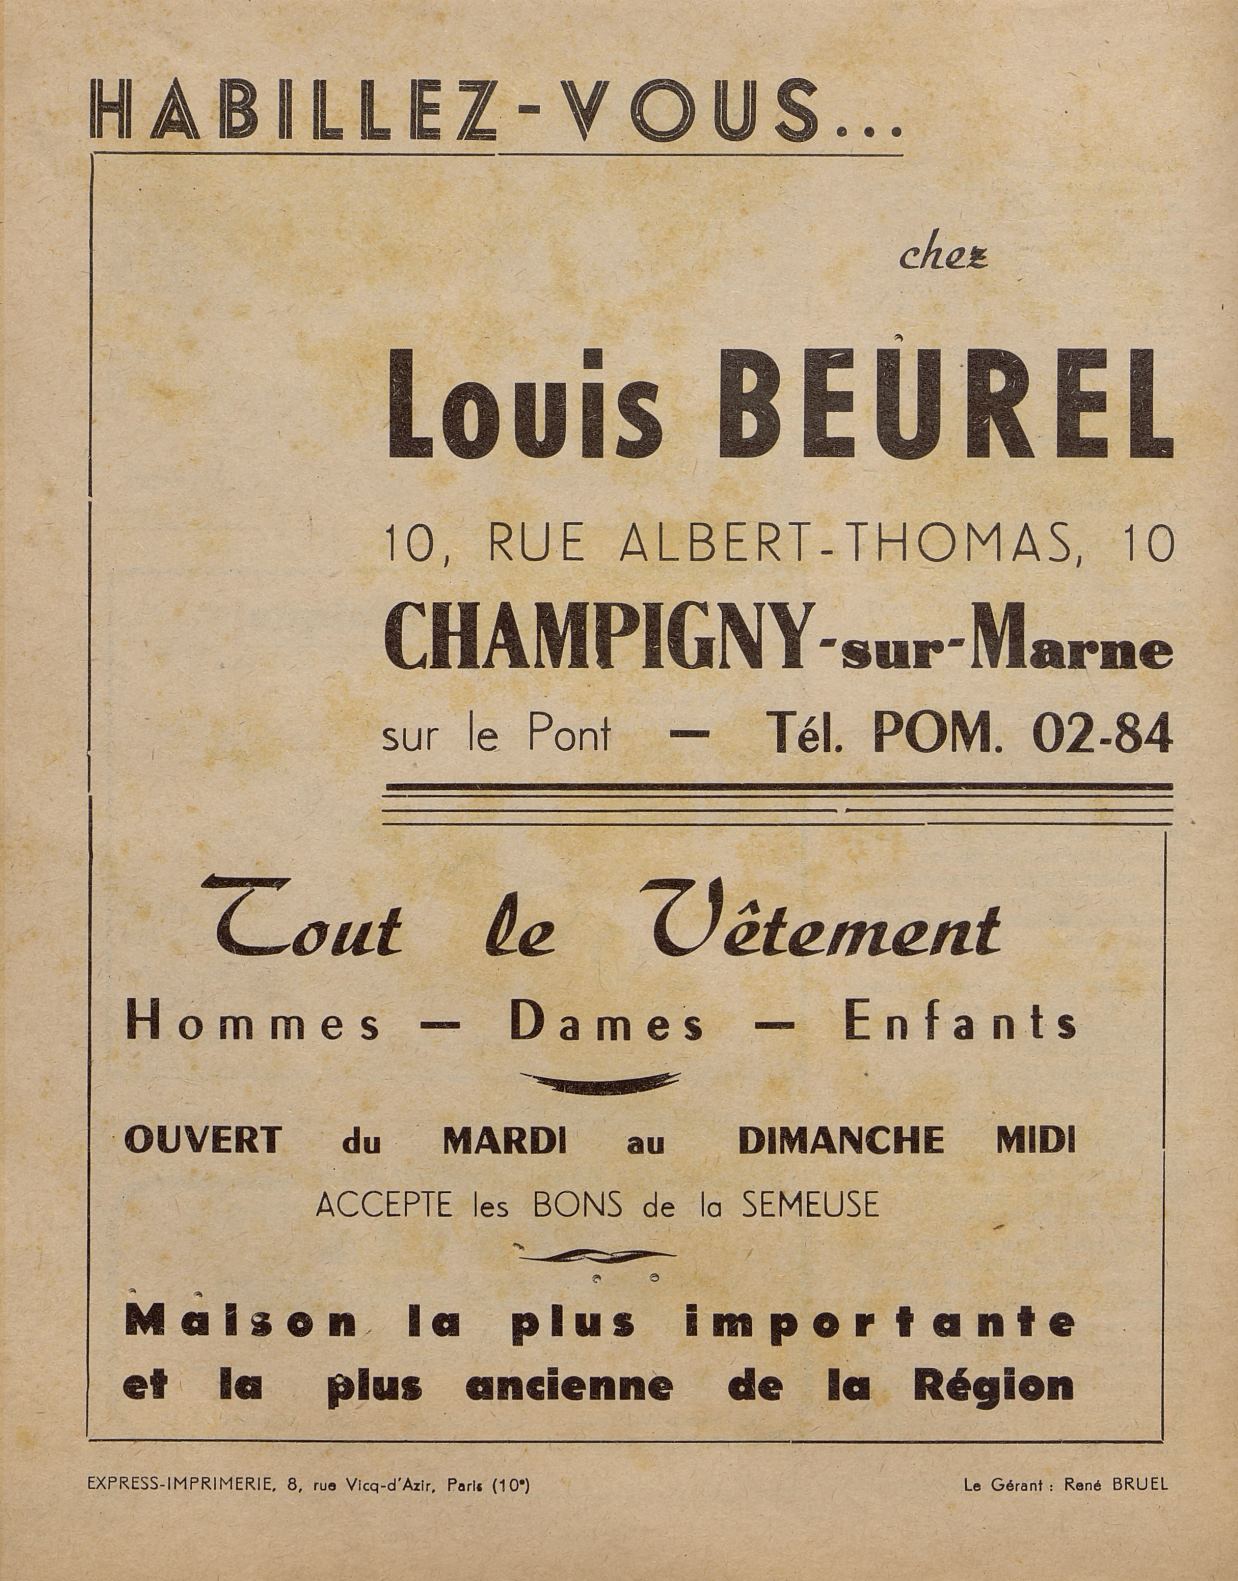 HABILLEZ-VOUS...
chez
Louis BEUREL
10, RUE ALBERT-THOMAS, 10
CHAMPIGNY-sur-Marne
sur le Pont — Tél. POM. 02-84
Tout le Vêtement
Hommes — Dames — Enfants
OUVERT du MARDI au DIMANCHE MIDI
ACCEPTE les BONS de la SEMEUSE
Maison la plus importante
et la plus ancienne de la Région
EXPRESS-IMPRIMERIE, 8, rue Vicq-d'Azir, Paris (10e) Le Gérant : René BRUEL